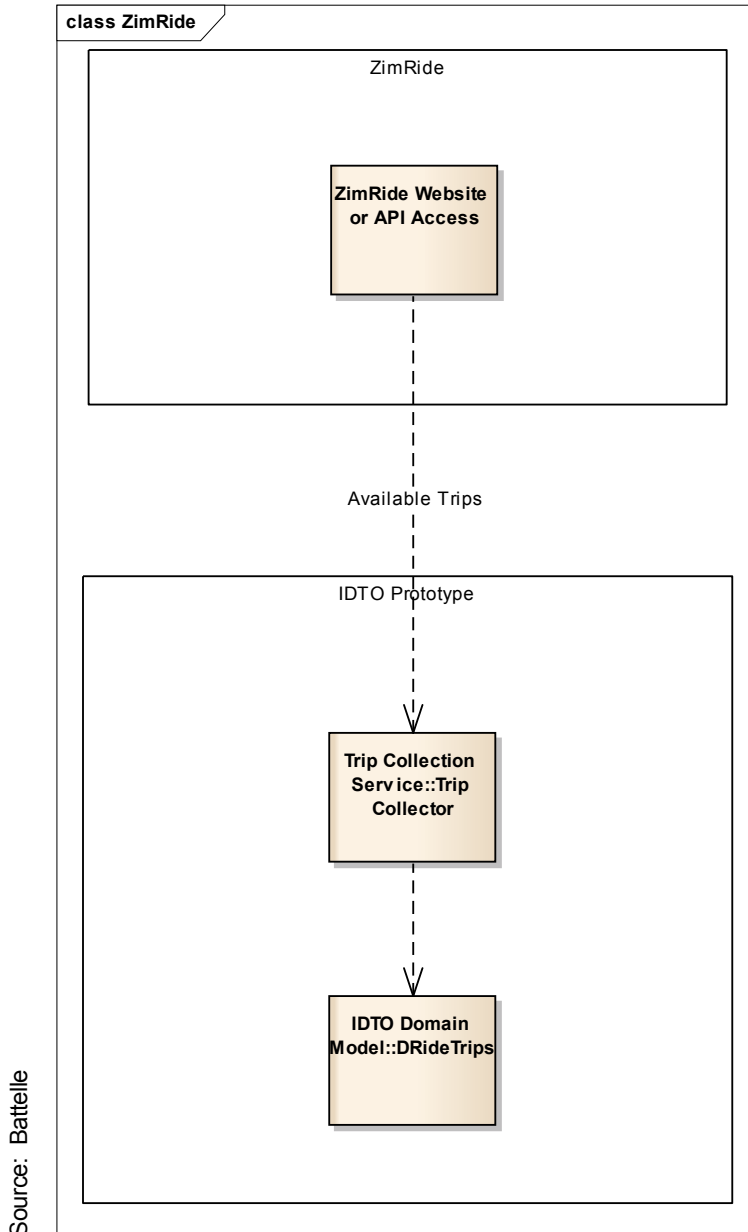 class ZimRide
ZimRide
ZimRide Website
or API Access
Available Trips
IDTO Prototype
Trip Collection
Service::Trip
Collector
IDTO Domain
Model::DRideTrips
Source: Battelle